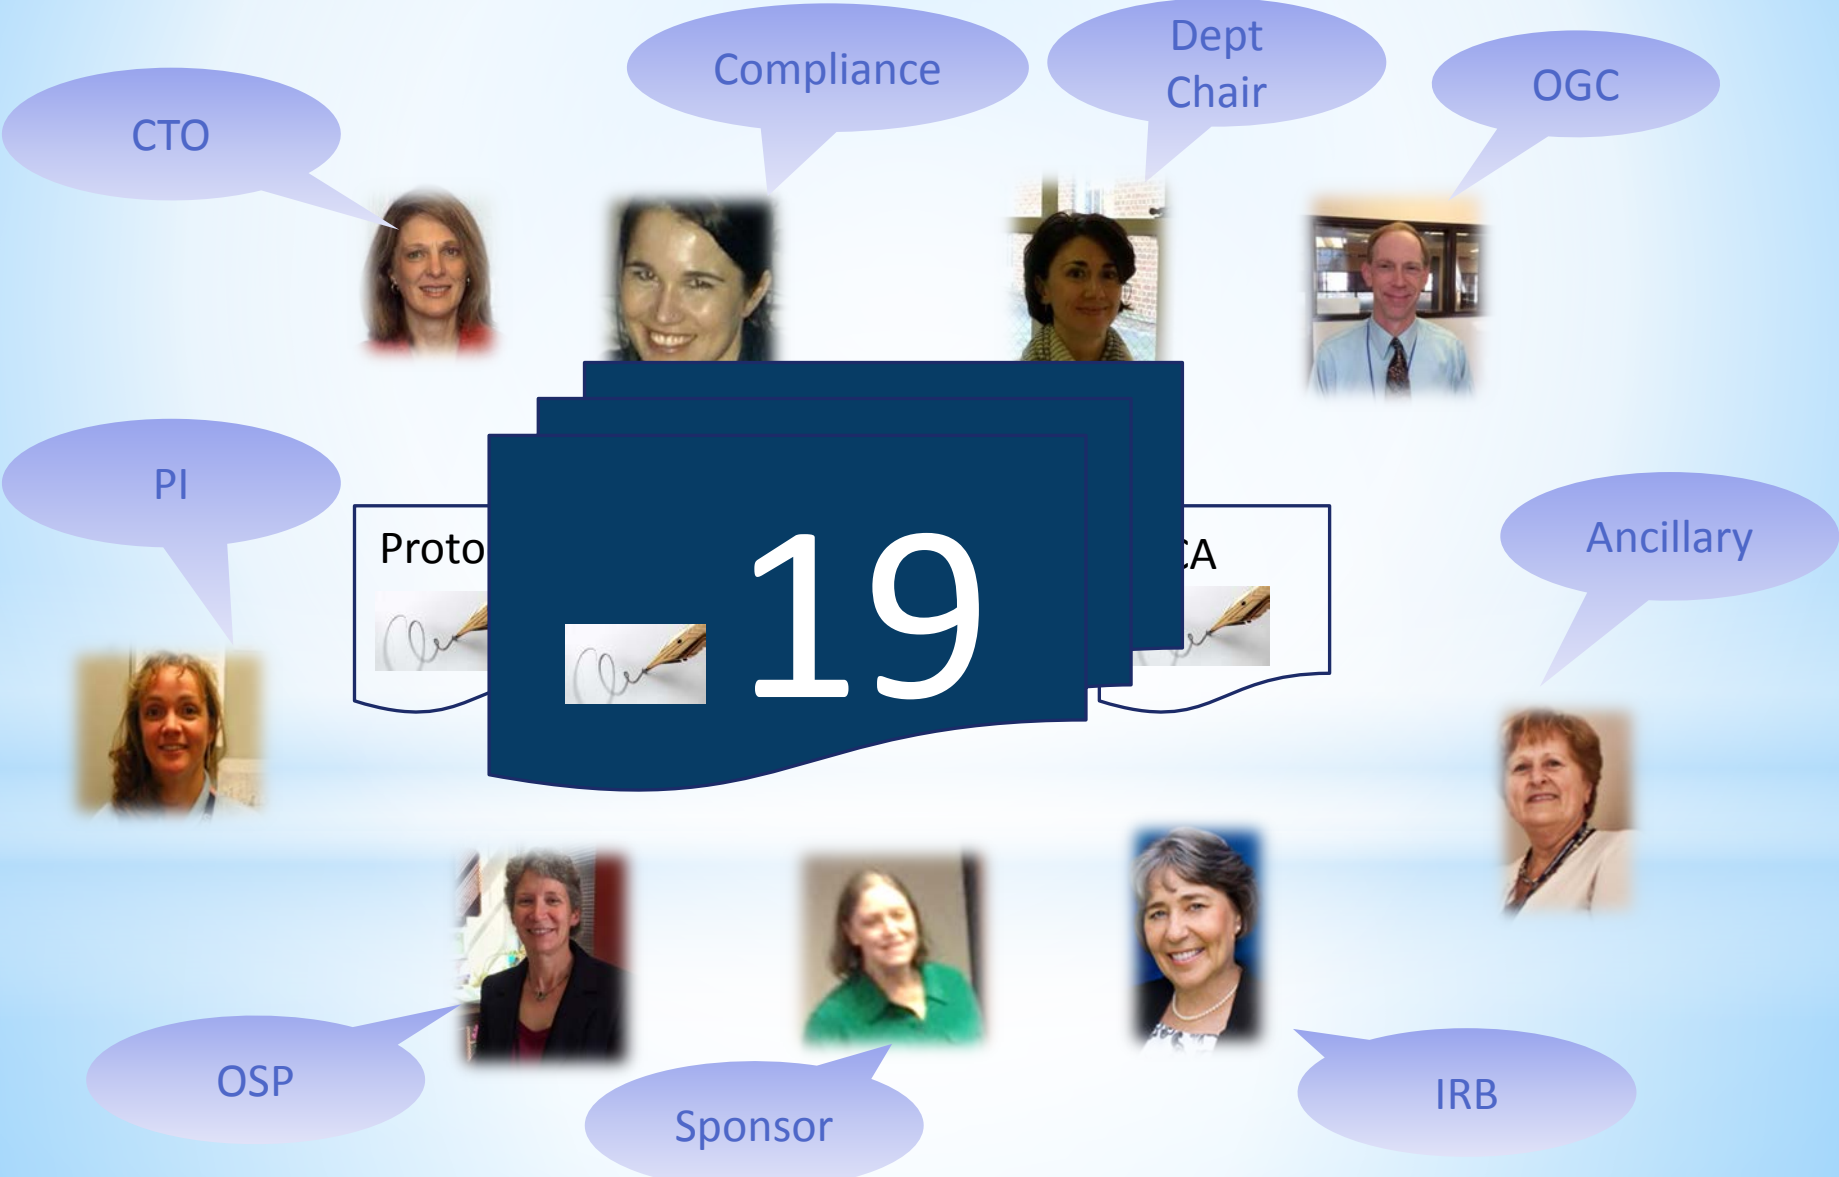 Compliance
Dept
Chair
OGC
CTO
PI
Ancillary
Proto
19
CA
OSP
Sponsor
IRB